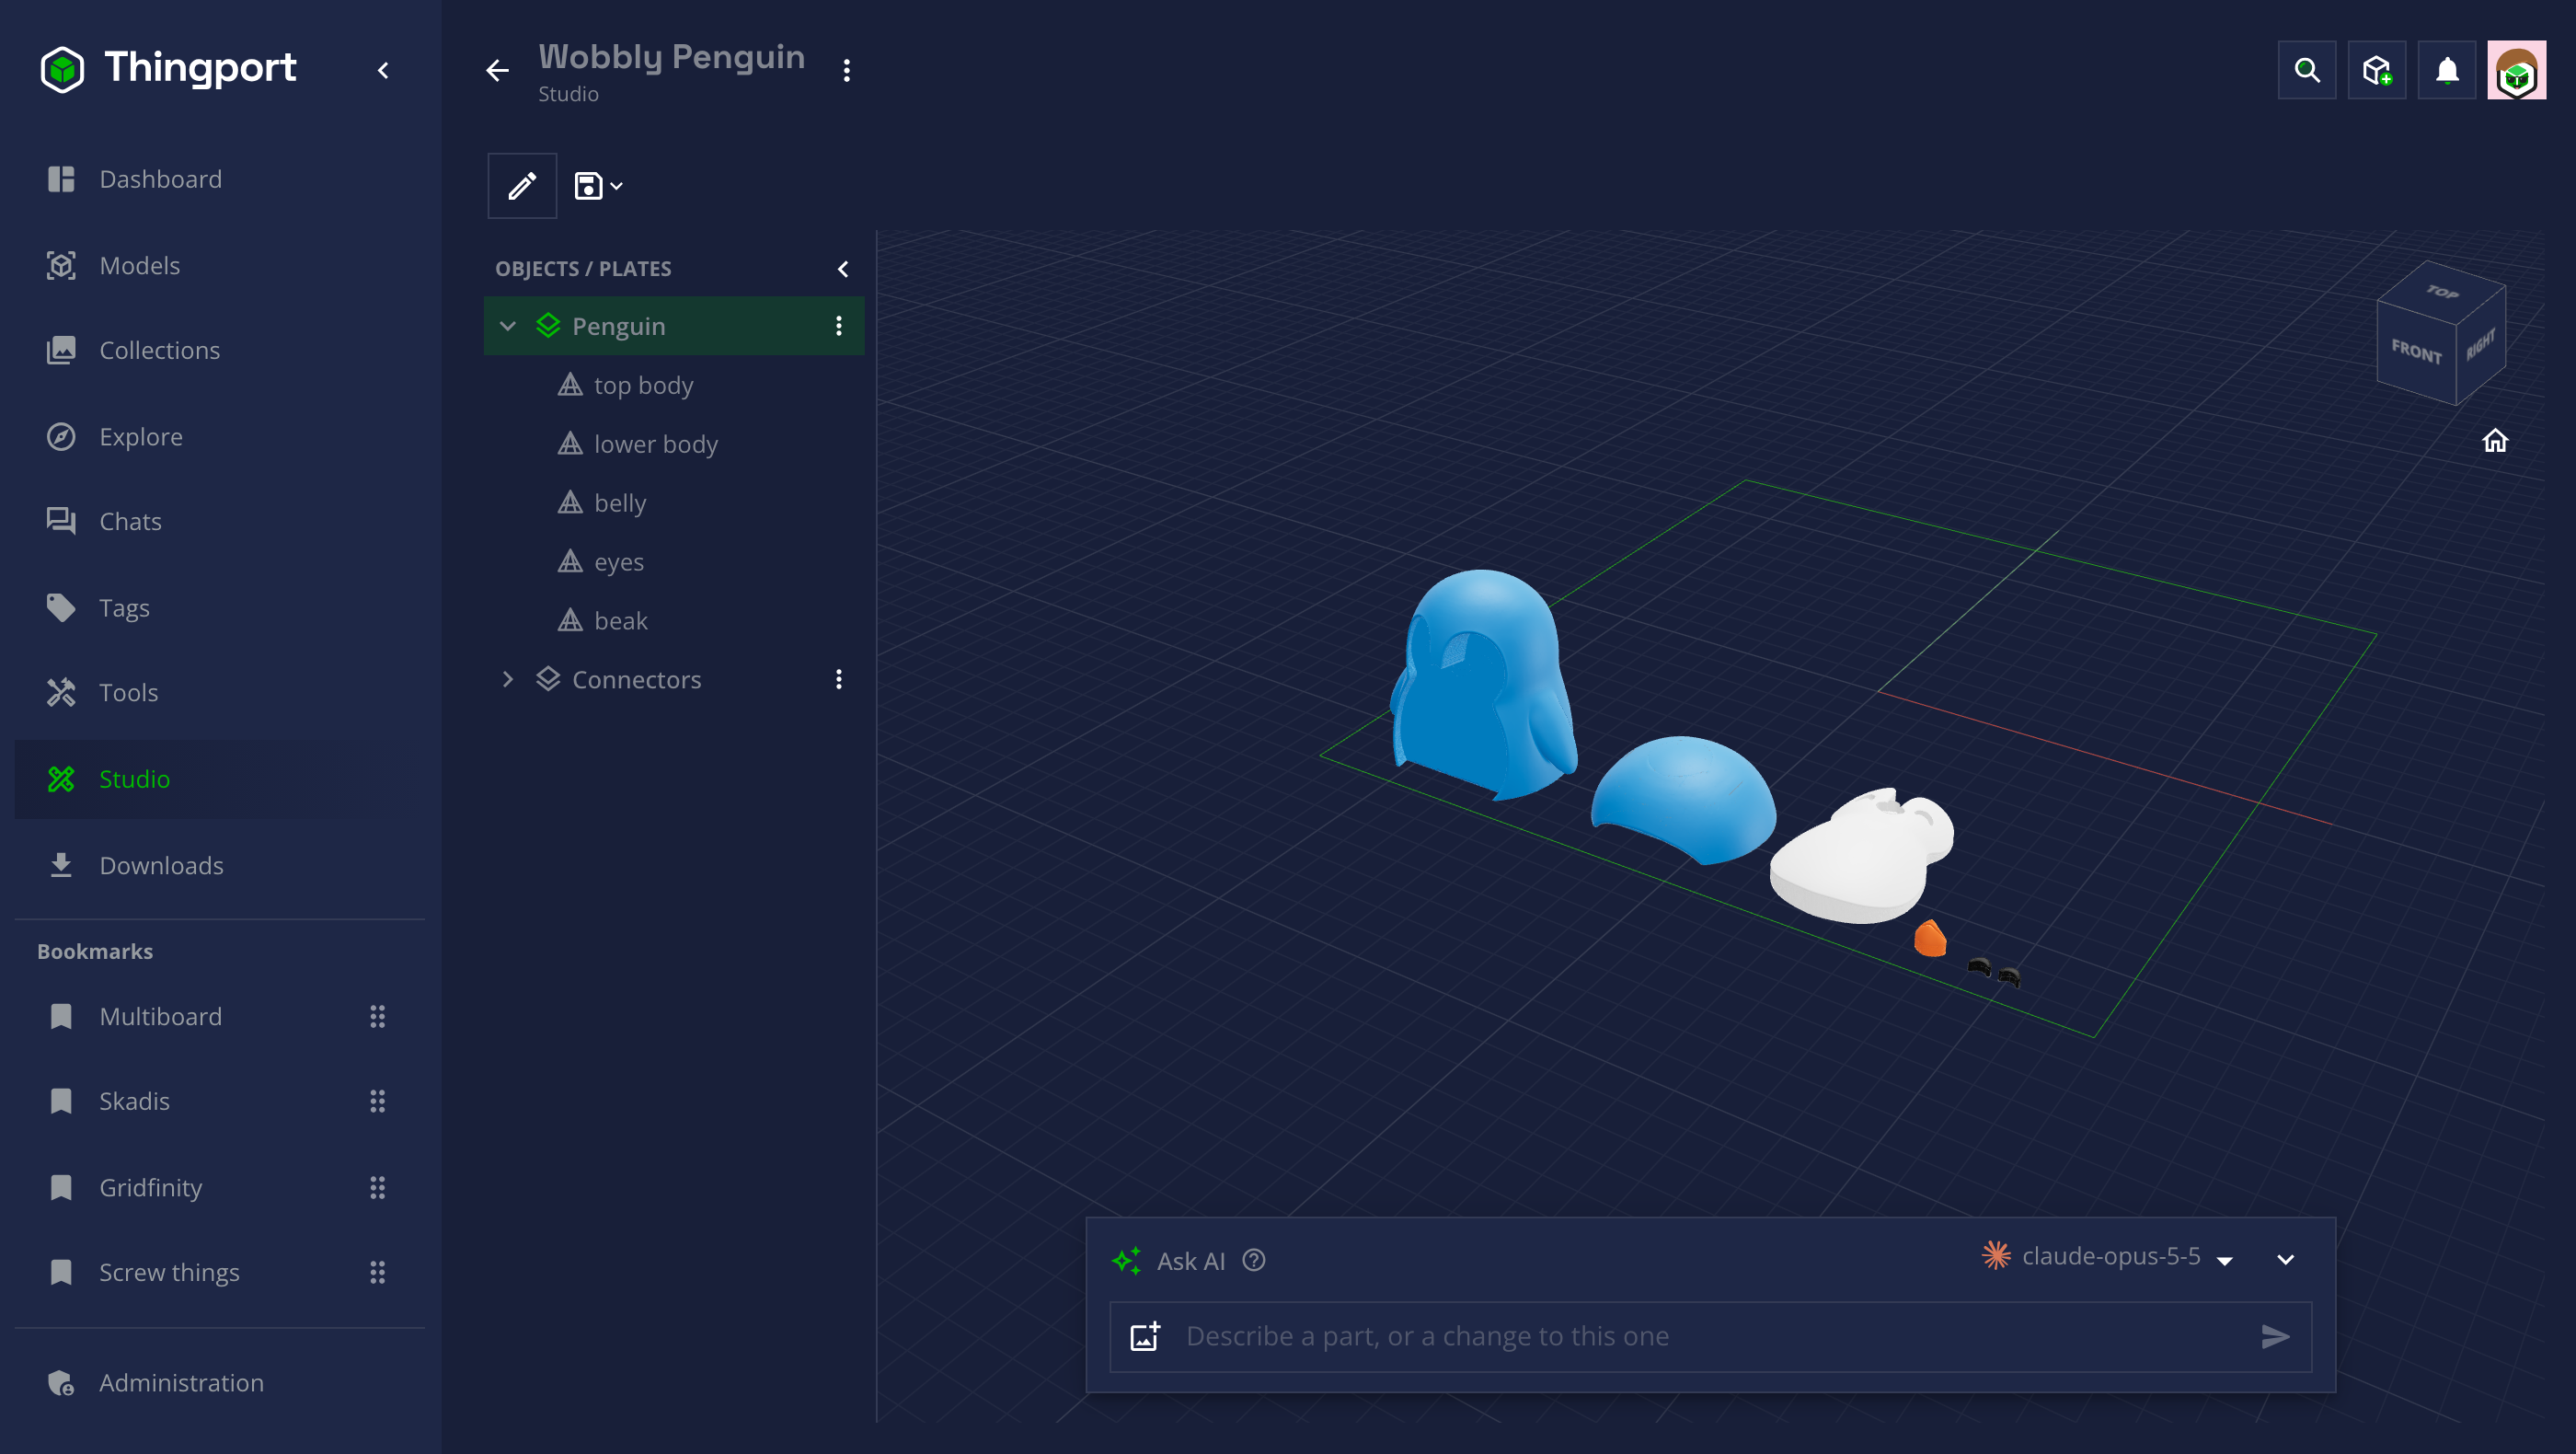 Thingport
Dashboard
Models
Collections
Explore
Chats
Tags
Tools
Studio
Downloads
Bookmarks
Multiboard
Skadis
Gridfinity
Screw things
Administration
Wobbly Penguin
Studio
OBJECTS / PLATES
Penguin
top body
lower body
belly
eyes
beak
Connectors
TOP
FRONT
RIGHT
Ask AI
claude-opus-5-5
Describe a part, or a change to this one